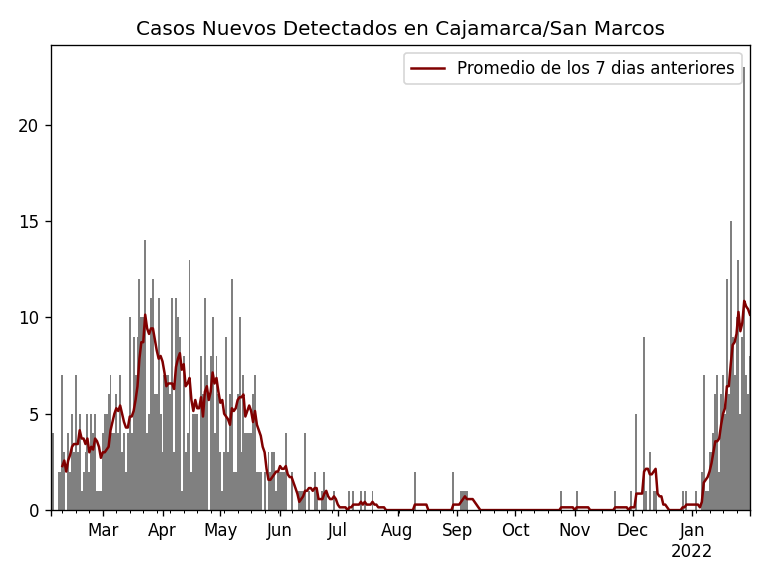 Casos Nuevos Detectados en Cajamarca/San Marcos
Promedio de los 7 dias anteriores
20
15
10
5
0
Mar Apr May Jun Jul Aug Sep Oct Nov Dec Jan
2022